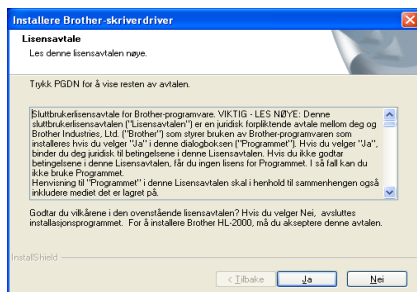 Installere Brother-skriverdriver
Lisensavtale
Les denne lisensavtalen nøye.
Trykk PGDN for å vise resten av avtalen.
Sluttbrukerlisensavtale for Brother-programvare. VIKTIG - LES NØYE: Denne
sluttbrukerlisensavtalen ("Lisensavtalen") er en juridisk forpliktende avtale mellom deg og
Brother Industries, Ltd. ("Brother") som styrer bruken av Brother-programvaren som
installeres hvis du velger "Ja" i denne dialogboksen ("Programmet"). Hvis du velger "Ja",
binder du deg juridisk til betingelsene i denne Lisensavtalen. Hvis du ikke godtar
betingelsene i denne Lisensavtalen, får du ingen lisens for Programmet. I så fall kan du
ikke bruke Programmet.
Henvisning til "Programmet" i denne Lisensavtalen skal i henhold til sammenhengen også
inkludere mediet det er lagret på.
Godtar du vilkårene i den ovenstående lisensavtalen? Hvis du velger Nei, avsluttes
installasjonsprogrammet. For å installere Brother HL-2000, må du akseptere denne avtalen.
InstallShield
< Tilbake
Ja
Nei